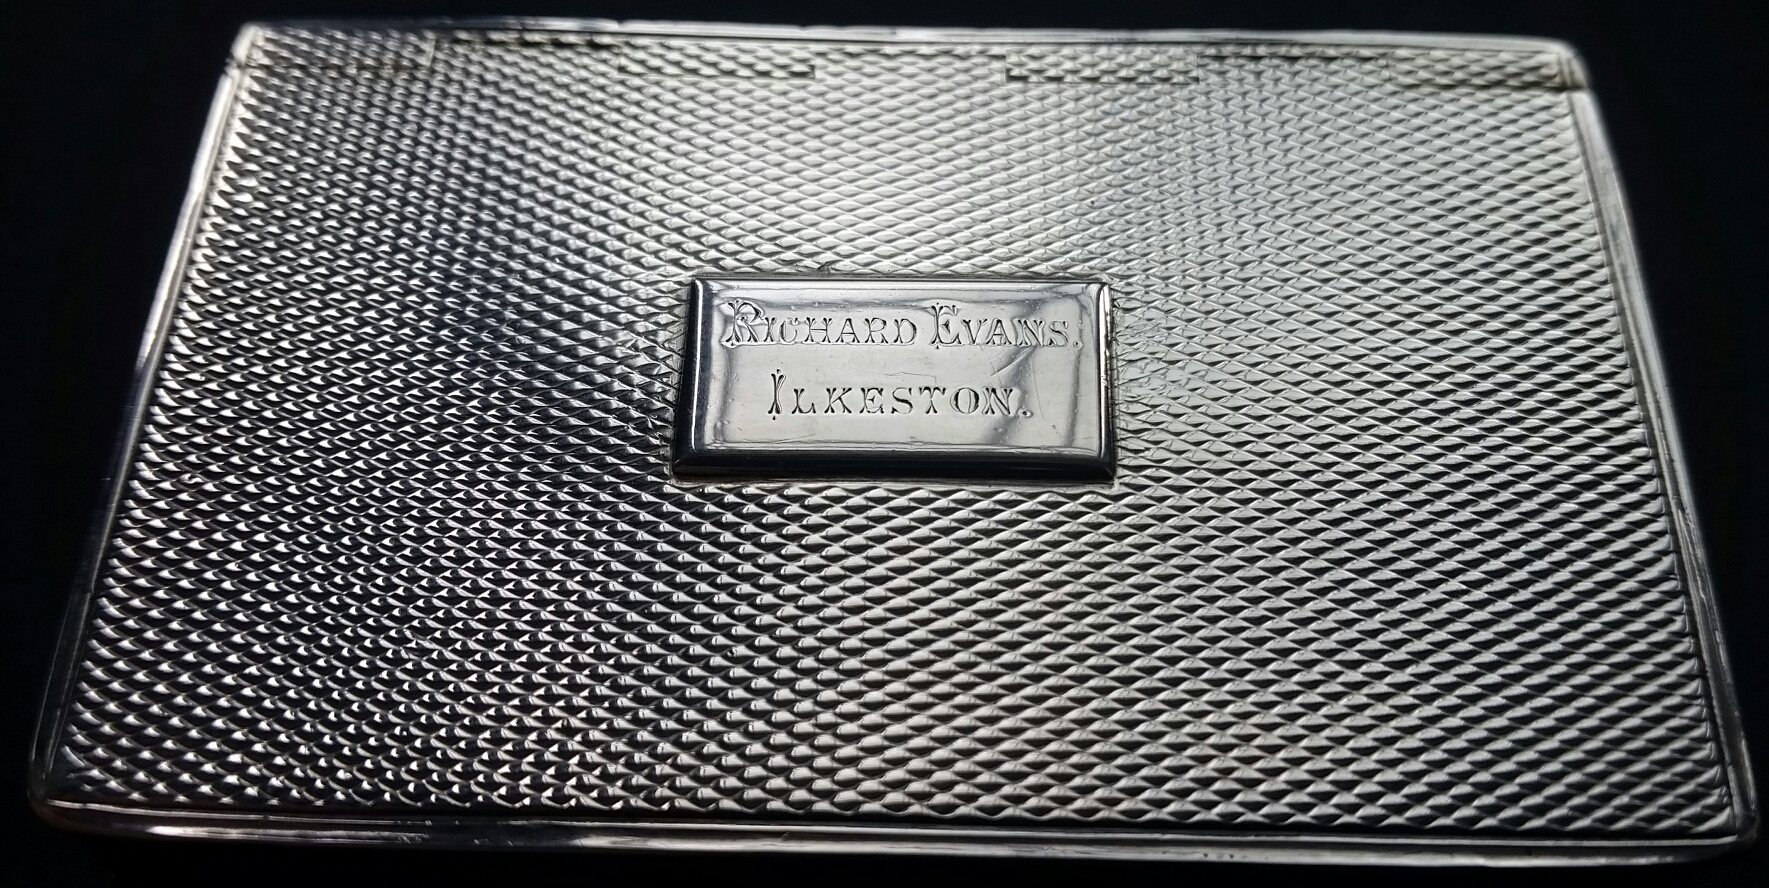 Richard Evans.
Ilkeston.